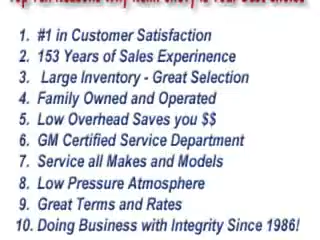 1. #1 in Customer Satisfaction
2. 153 Years of Sales Experinence
3. Large Inventory - Great Selection
4. Family Owned and Operated
5. Low Overhead Saves you $$
6. GM Certified Service Department
7. Service all Makes and Models
8. Low Pressure Atmosphere
9. Great Terms and Rates
10. Doing Business with Integrity Since 1986!